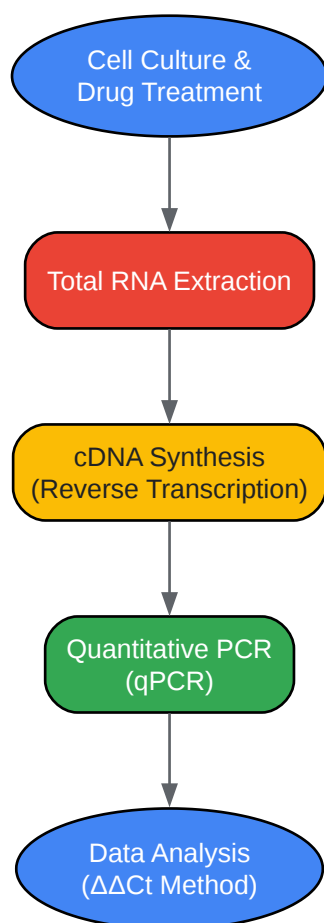 Cell Culture &
Drug Treatment
Total RNA Extraction
cDNA Synthesis
(Reverse Transcription)
Quantitative PCR
(qPCR)
Data Analysis
(ΔΔCt Method)